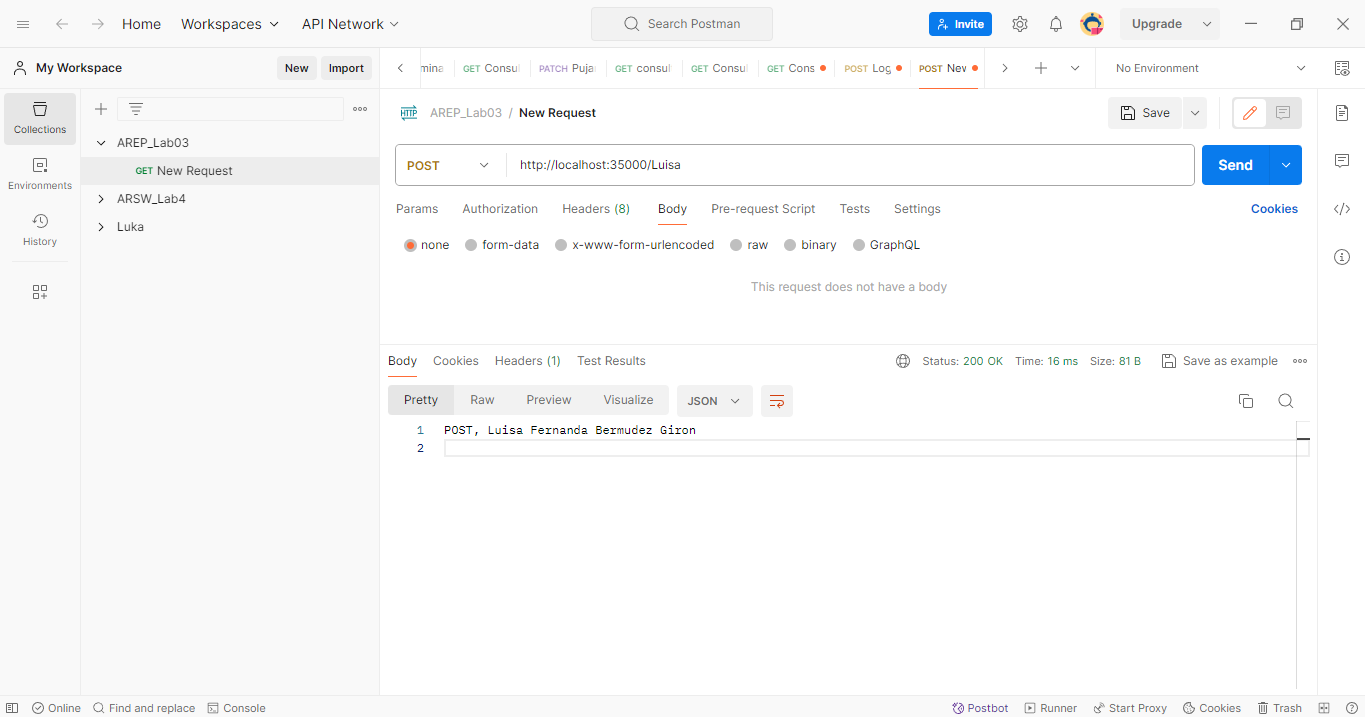 Home Workspaces API Network Search Postman Invite Upgrade
My Workspace New Import
mina GET Consul PATCH Puja GET consul GET Consul GET Cons POST Log POST New No Environment
Collections
Environments
History
AREP_Lab03
GET New Request
ARSW_Lab4
Luka
HTTP AREP_Lab03 / New Request Save
POST http://localhost:35000/Luisa Send
Params Authorization Headers (8) Body Pre-request Script Tests Settings Cookies
none form-data x-www-form-urlencoded raw binary GraphQL
This request does not have a body
Body Cookies Headers (1) Test Results Status: 200 OK Time: 16 ms Size: 81 B Save as example
Pretty Raw Preview Visualize JSON
1 POST, Luisa Fernanda Bermudez Giron
2
Online Find and replace Console Postbot Runner Start Proxy Cookies Trash